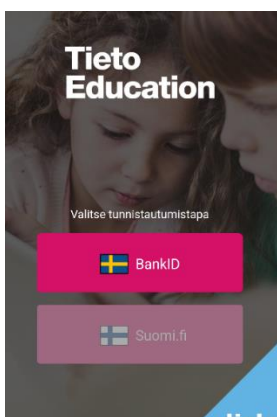 Tieto
Education
Valitse tunnistautumistapa
BankID
Suomi.fi